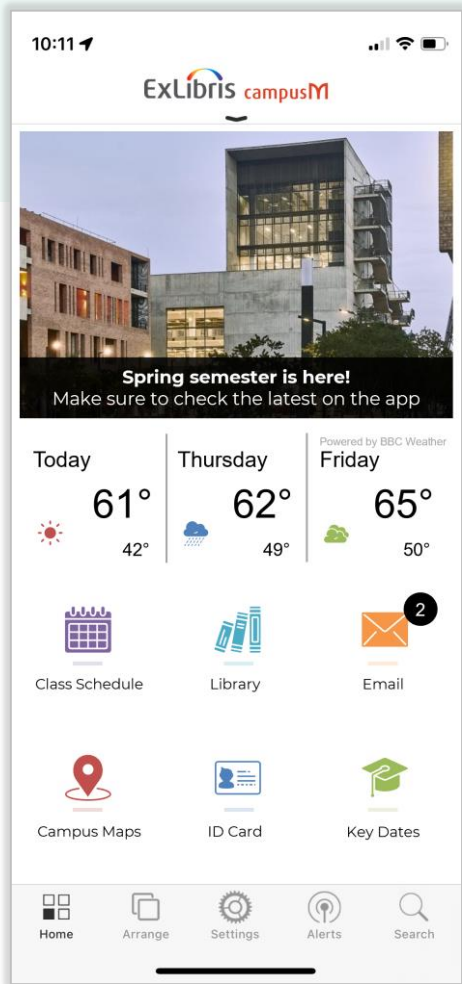 10:11
ExLibris campusM
Spring semester is here!
Make sure to check the latest on the app
Powered by BBC Weather
Today Thursday Friday
61° 62° 65°
42° 49° 50°
2
Class Schedule Library Email
Campus Maps ID Card Key Dates
Home Arrange Settings Alerts Search